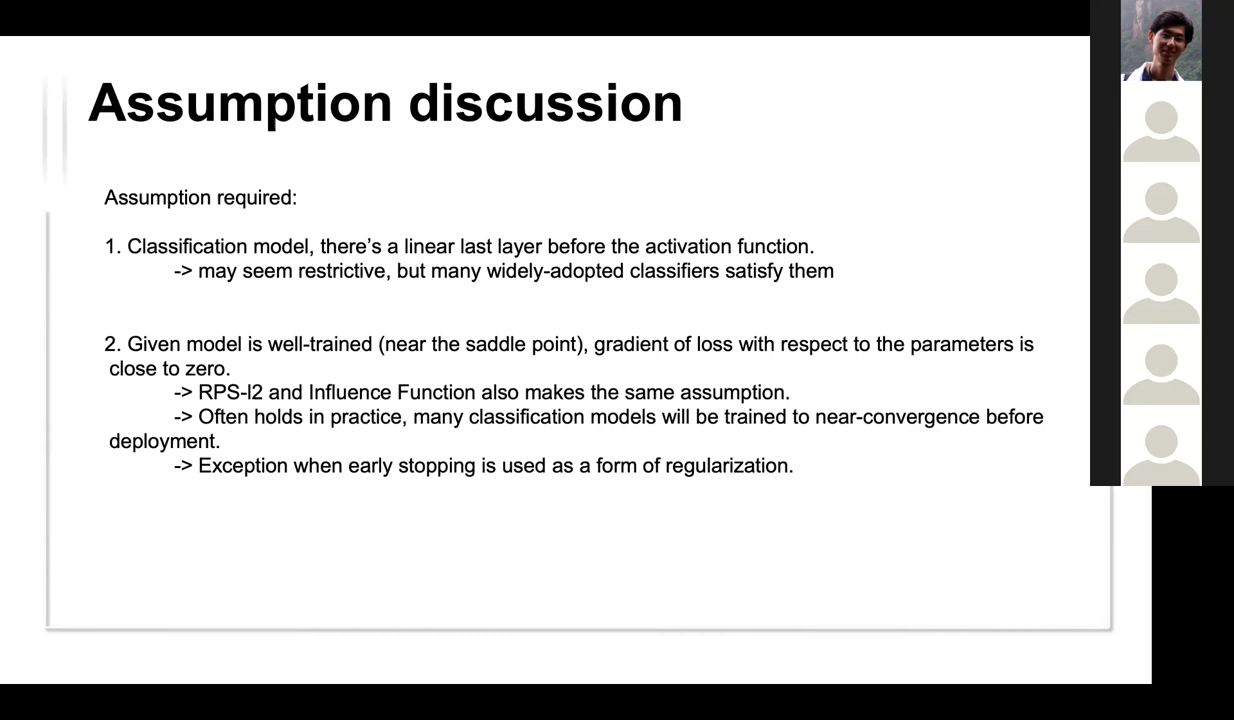 Assumption discussion
Assumption required:
1. Classification model, there's a linear last layer before the activation function.
-> may seem restrictive, but many widely-adopted classifiers satisfy them
2. Given model is well-trained (near the saddle point), gradient of loss with respect to the parameters is
close to zero.
-> RPS-l2 and Influence Function also makes the same assumption.
-> Often holds in practice, many classification models will be trained to near-convergence before
deployment.
-> Exception when early stopping is used as a form of regularization.